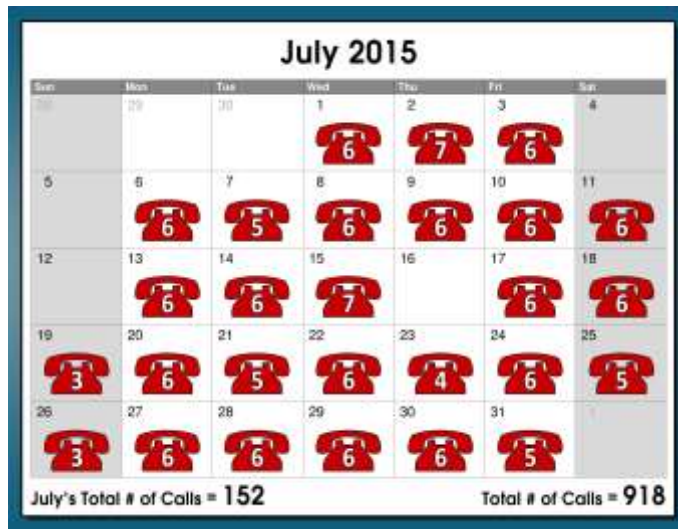 July 2015
Sun Mon Tue Wed Thu Fri Sat
28 29 30 1 2 3 4
6 7 6
5 6 7 8 9 10 11
6 5 6 6 6 6
12 13 14 15 16 17 18
6 6 7 6 6
19 20 21 22 23 24 25
3 6 5 6 4 6 5
26 27 28 29 30 31 1
3 6 6 6 6 5
July's Total # of Calls = 152 Total # of Calls = 918